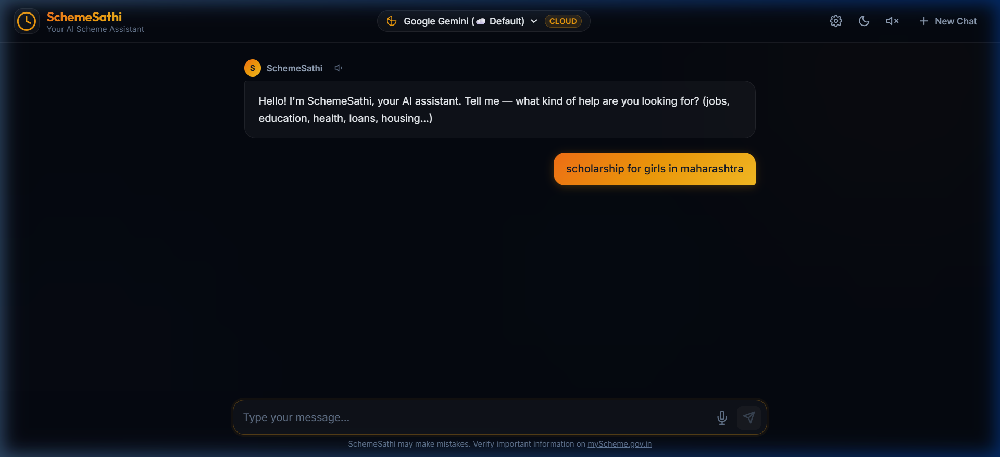 SchemeSathi
Your AI Scheme Assistant
Google Gemini (☁️ Default)
CLOUD
New Chat
S
SchemeSathi
Hello! I'm SchemeSathi, your AI assistant. Tell me — what kind of help are you looking for? (jobs,
education, health, loans, housing...)
scholarship for girls in maharashtra
Type your message...
SchemeSathi may make mistakes. Verify important information on myScheme.gov.in